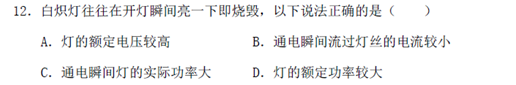 12. 白炽灯往往在开灯瞬间亮一下即烧毁，以下说法正确的是（　　）
A. 灯的额定电压较高　　B. 通电瞬间流过灯丝的电流较小
C. 通电瞬间灯的实际功率大　　D. 灯的额定功率较大